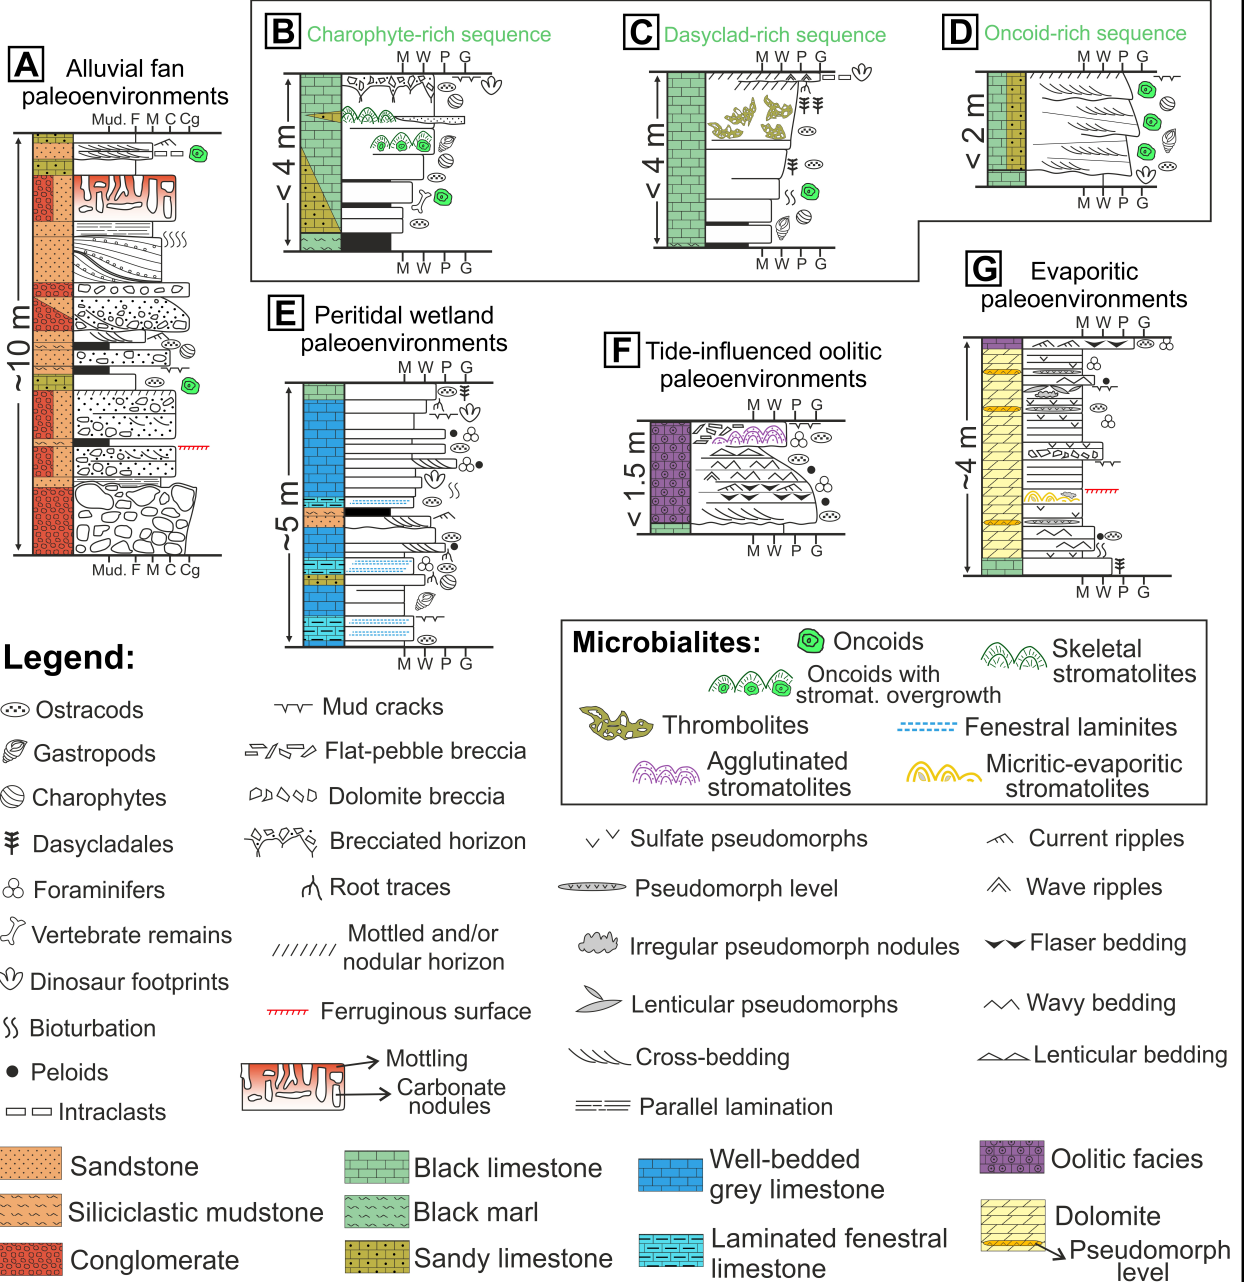 A Alluvial fan
paleoenvironments
Mud. F M C Cg
~10 m
Mud. F M C Cg
B Charophyte-rich sequence
M W P G
< 4 m
M W P G
C Dasyclad-rich sequence
M W P G
< 4 m
M W P G
D Oncoid-rich sequence
M W P G
< 2 m
M W P G
E Peritidal wetland
paleoenvironments
M W P G
~5 m
M W P G
F Tide-influenced oolitic
paleoenvironments
M W P G
< 1.5 m
M W P G
G Evaporitic
paleoenvironments
M W P G
~4 m
M W P G
Legend:
Ostracods
Gastropods
Charophytes
Dasycladales
Foraminifers
Vertebrate remains
Dinosaur footprints
Bioturbation
Peloids
Intraclasts
Mud cracks
Flat-pebble breccia
Dolomite breccia
Brecciated horizon
Root traces
Mottled and/or
nodular horizon
Ferruginous surface
Mottling
Carbonate
nodules
Microbialites:
Oncoids
Skeletal
stromatolites
Oncoids with
stromat. overgrowth
Thrombolites
Fenestral laminites
Agglutinated
stromatolites
Micritic-evaporitic
stromatolites
Sulfate pseudomorphs
Pseudomorph level
Irregular pseudomorph nodules
Lenticular pseudomorphs
Cross-bedding
Parallel lamination
Current ripples
Wave ripples
Flaser bedding
Wavy bedding
Lenticular bedding
Sandstone
Siliciclastic mudstone
Conglomerate
Black limestone
Black marl
Sandy limestone
Well-bedded
grey limestone
Laminated fenestral
limestone
Oolitic facies
Dolomite
Pseudomorph
level